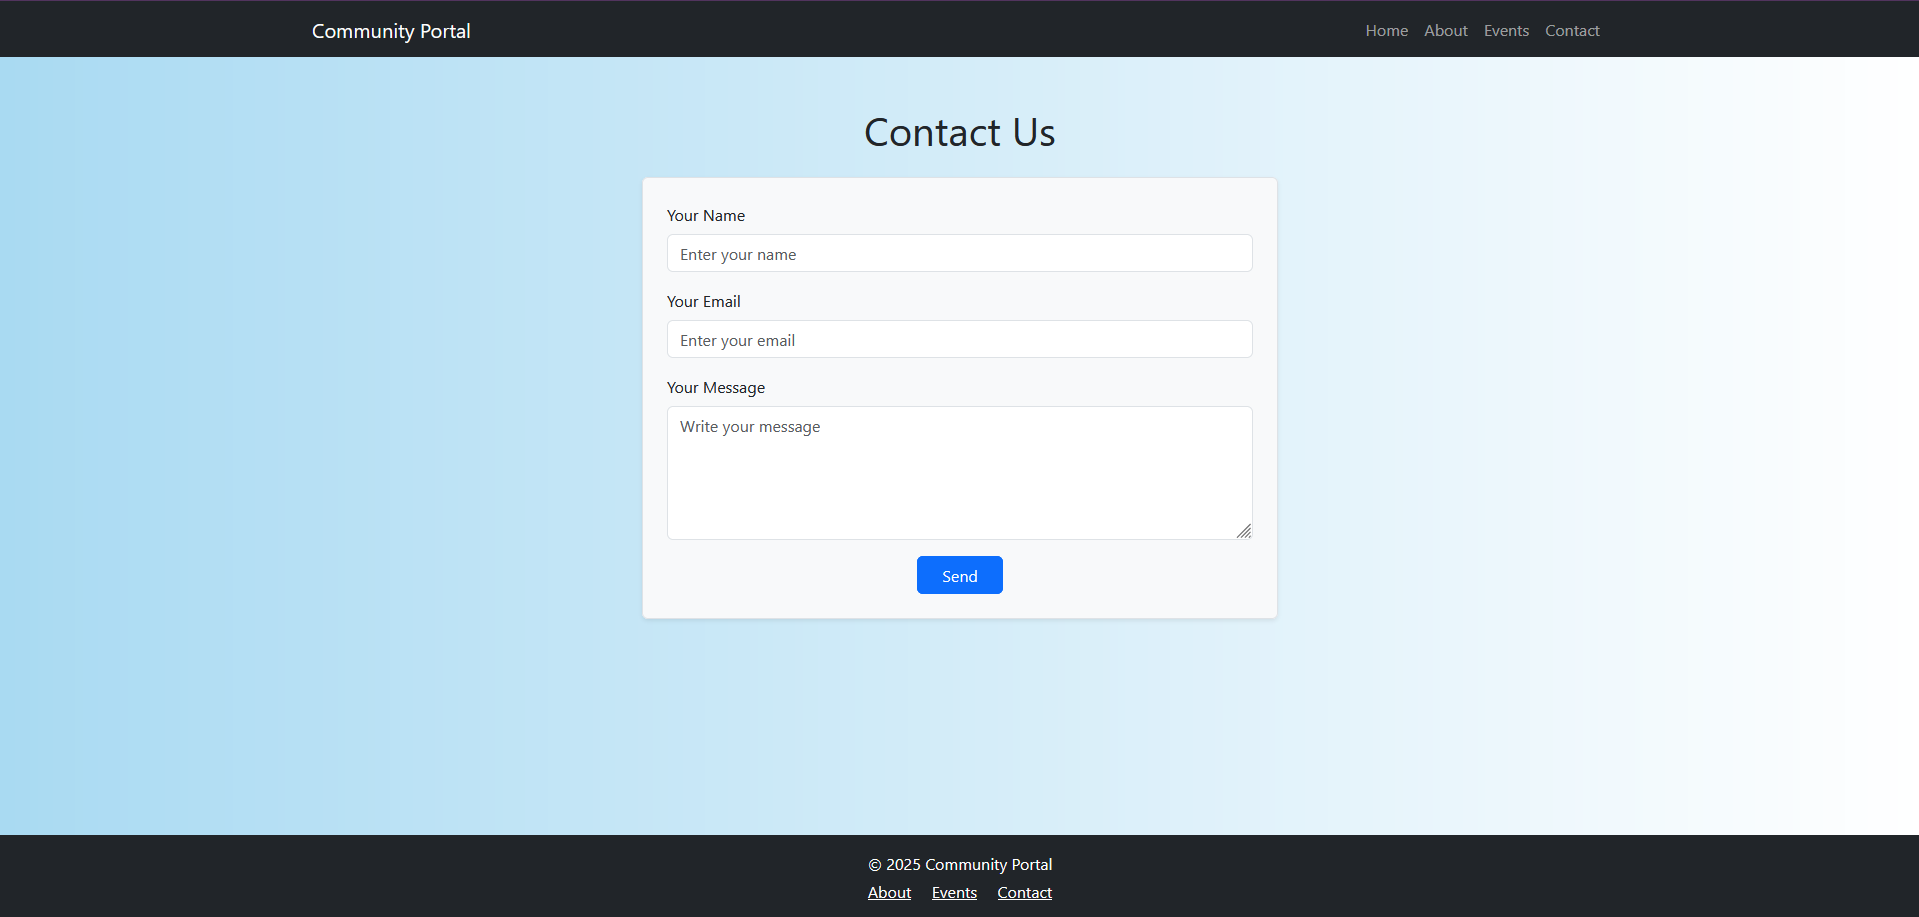 Community Portal
Home About Events Contact
Contact Us
Your Name
Enter your name
Your Email
Enter your email
Your Message
Write your message
Send
© 2025 Community Portal
About Events Contact